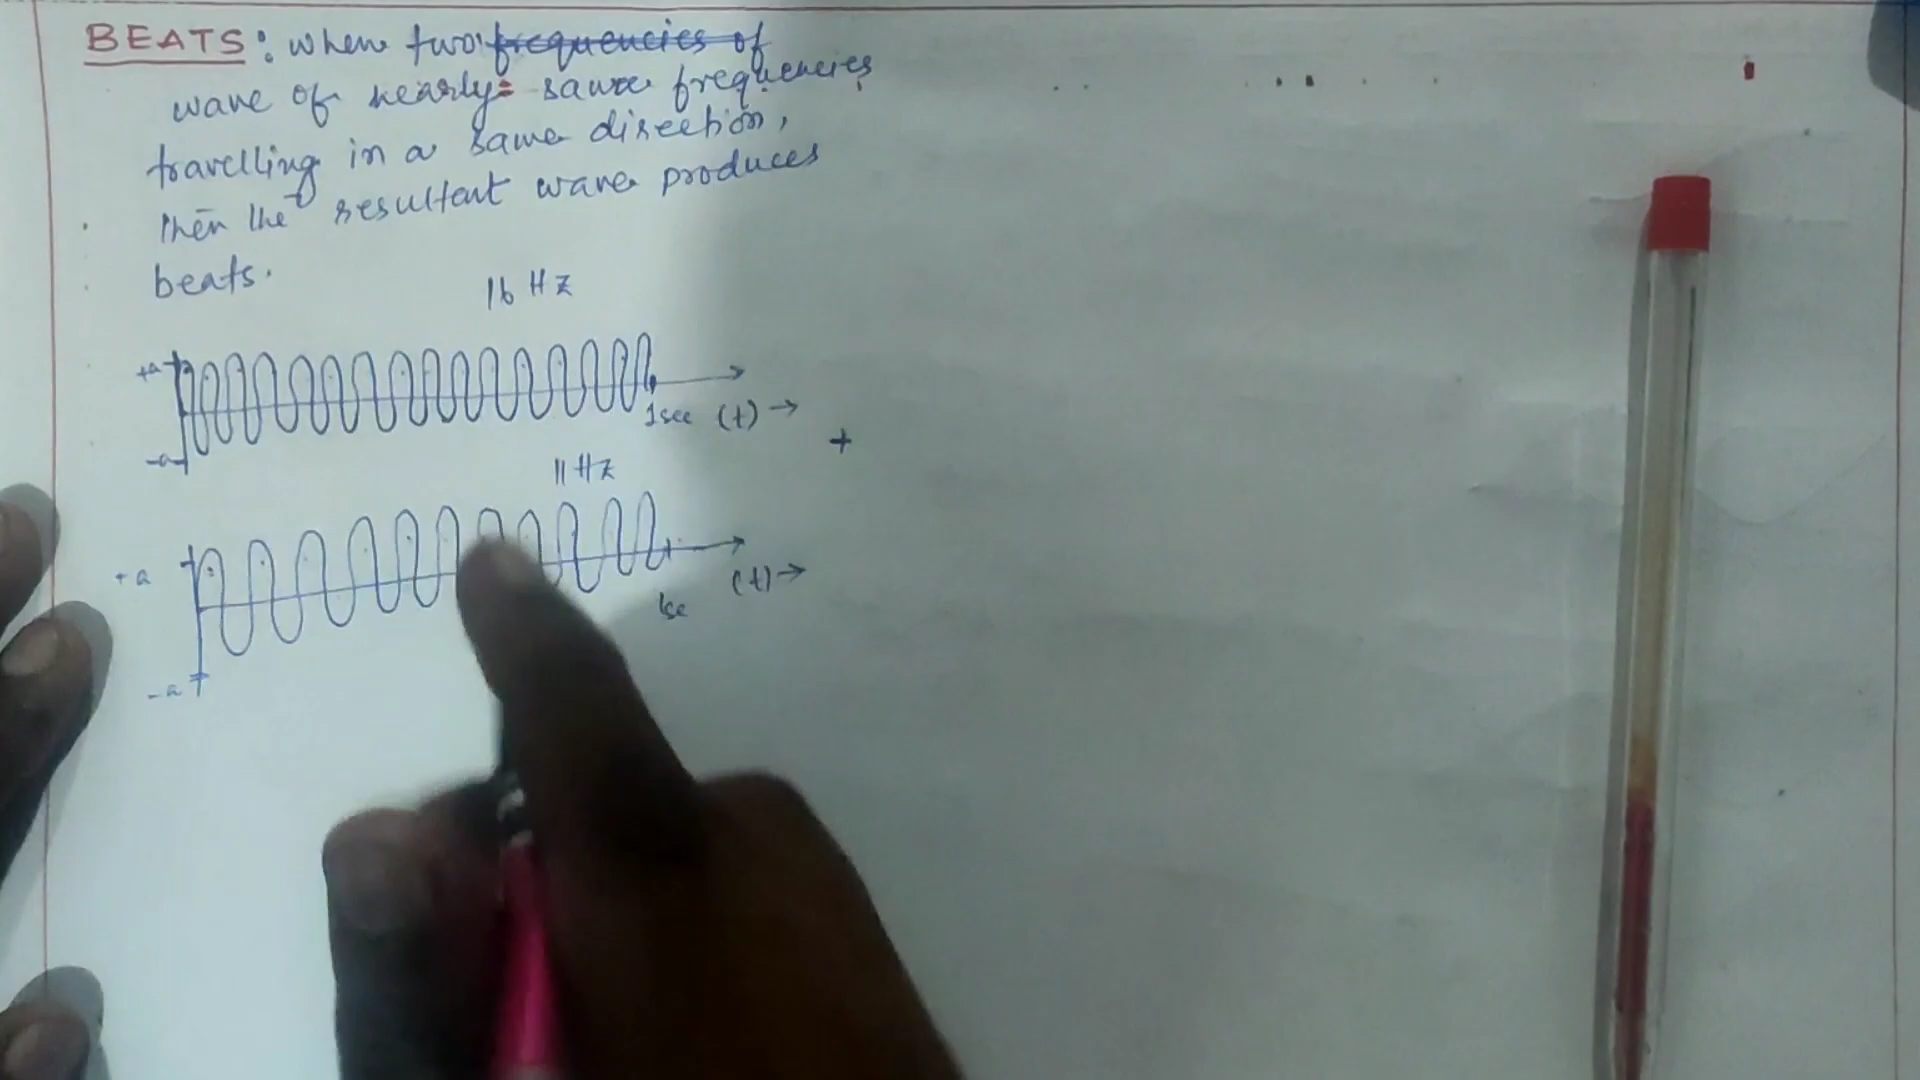 BEATS: when two frequencies of
wave of nearly same frequencies
travelling in a same direction,
then the resultant wave produces
beats.
16 Hz
+a
1sec (t) →
-a
+
11 Hz
+a
(t) →
1se
-a